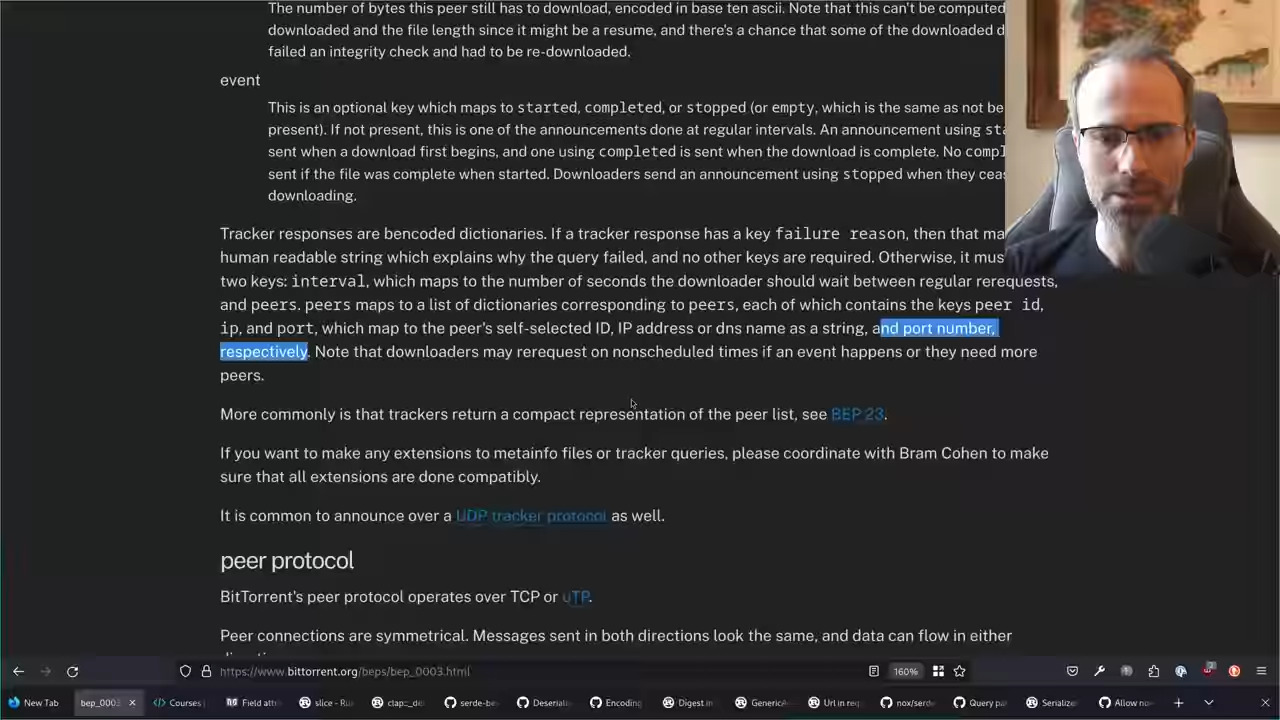 The number of bytes this peer still has to download, encoded in base ten ascii. Note that this can't be computed
downloaded and the file length since it might be a resume, and there's a chance that some of the downloaded d
failed an integrity check and had to be re-downloaded.
event
This is an optional key which maps to started, completed, or stopped (or empty, which is the same as not be
present). If not present, this is one of the announcements done at regular intervals. An announcement using sta
sent when a download first begins, and one using completed is sent when the download is complete. No compl
sent if the file was complete when started. Downloaders send an announcement using stopped when they ceas
downloading.
Tracker responses are bencoded dictionaries. If a tracker response has a key failure reason, then that ma
human readable string which explains why the query failed, and no other keys are required. Otherwise, it mus
two keys: interval, which maps to the number of seconds the downloader should wait between regular rerequests,
and peers. peers maps to a list of dictionaries corresponding to peers, each of which contains the keys peer id,
ip, and port, which map to the peer's self-selected ID, IP address or dns name as a string, and port number,
respectively. Note that downloaders may rerequest on nonscheduled times if an event happens or they need more
peers.
More commonly is that trackers return a compact representation of the peer list, see BEP 23.
If you want to make any extensions to metainfo files or tracker queries, please coordinate with Bram Cohen to make
sure that all extensions are done compatibly.
It is common to announce over a UDP tracker protocol as well.
peer protocol
BitTorrent's peer protocol operates over TCP or uTP.
Peer connections are symmetrical. Messages sent in both directions look the same, and data can flow in either
https://www.bittorrent.org/beps/bep_0003.html 160%
New Tab bep_0003 Courses Field att slice - Ru clap::_de serde-be Deseriali Encoding Digest in Generic Url in req nox/serde Query pa Serialize Allow no